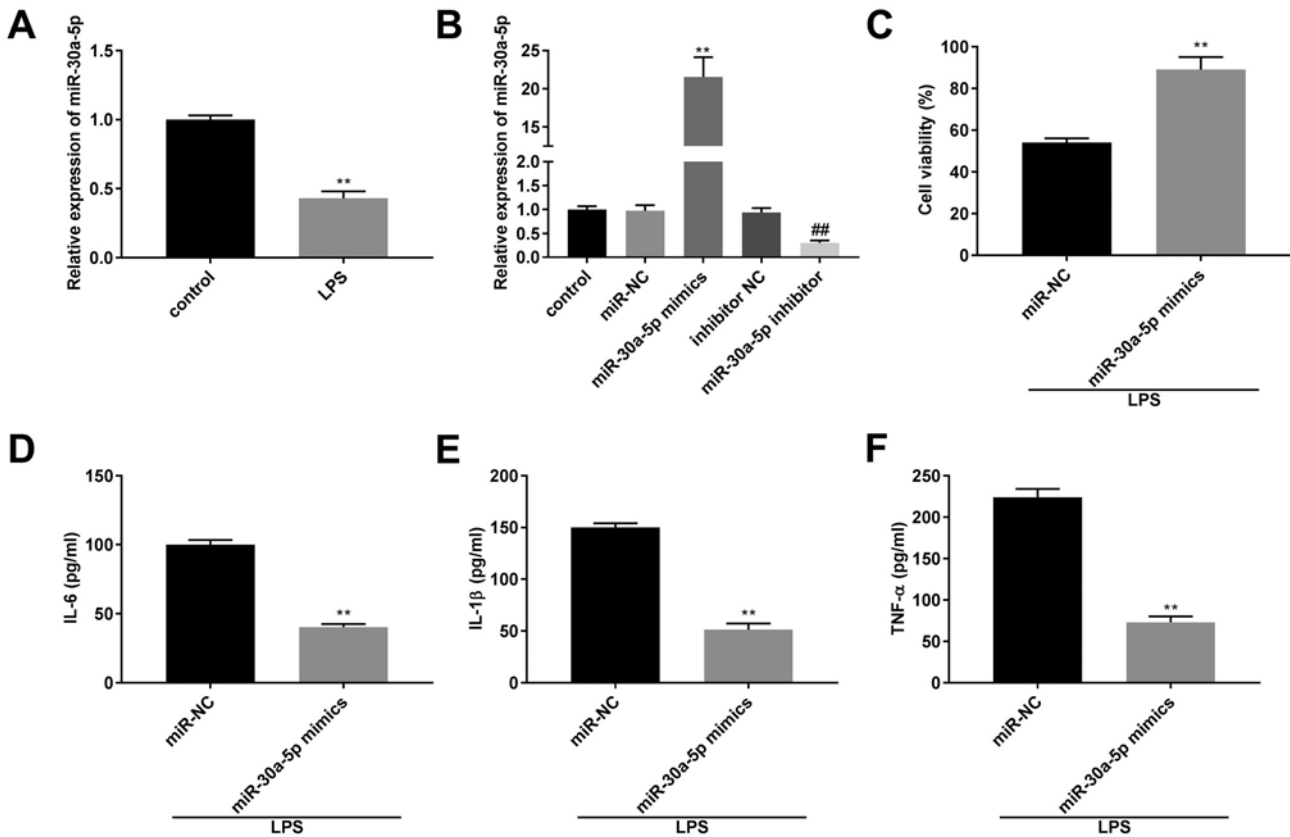 A
Relative expression of miR-30a-5p
1.5
1.0
0.5
0.0
**
control
LPS
B
Relative expression of miR-30a-5p
25
20
15
2.0
1.5
1.0
0.5
0.0
**
##
control
miR-NC
miR-30a-5p mimics
inhibitor NC
miR-30a-5p inhibitor
C
Cell viability (%)
100
80
60
40
20
0
**
miR-NC
miR-30a-5p mimics
LPS
D
IL-6 (pg/ml)
150
100
50
0
**
miR-NC
miR-30a-5p mimics
LPS
E
IL-1β (pg/ml)
200
150
100
50
0
**
miR-NC
miR-30a-5p mimics
LPS
F
TNF-α (pg/ml)
250
200
150
100
50
0
**
miR-NC
miR-30a-5p mimics
LPS